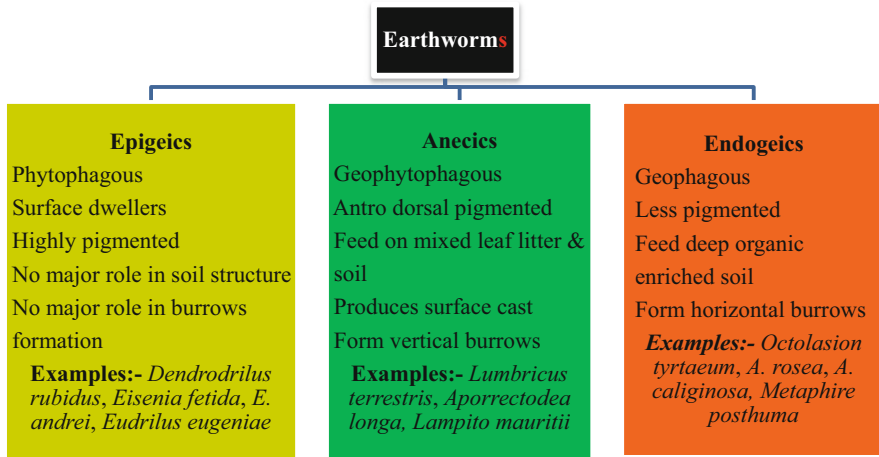 Earthworms
Epigeics
Phytophagous
Surface dwellers
Highly pigmented
No major role in soil structure
No major role in burrows
formation
Examples:- Dendrodrilus
rubidus, Eisenia fetida, E.
andrei, Eudrilus eugeniae
Anecics
Geophytophagous
Antro dorsal pigmented
Feed on mixed leaf litter &
soil
Produces surface cast
Form vertical burrows
Examples:- Lumbricus
terrestris, Aporrectodea
longa, Lampito mauritii
Endogeics
Geophagous
Less pigmented
Feed deep organic
enriched soil
Form horizontal burrows
Examples:- Octolasion
tyrtaeum, A. rosea, A.
caliginosa, Metaphire
posthuma